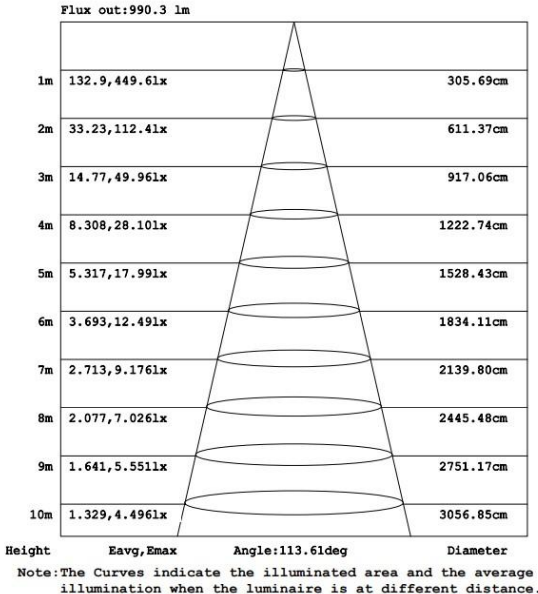 Flux out:990.3 lm
1m 132.9,449.6lx 305.69cm
2m 33.23,112.4lx 611.37cm
3m 14.77,49.96lx 917.06cm
4m 8.308,28.10lx 1222.74cm
5m 5.317,17.99lx 1528.43cm
6m 3.693,12.49lx 1834.11cm
7m 2.713,9.176lx 2139.80cm
8m 2.077,7.026lx 2445.48cm
9m 1.641,5.551lx 2751.17cm
10m 1.329,4.496lx 3056.85cm
Height Eavg,Emax Angle:113.61deg Diameter
Note:The Curves indicate the illuminated area and the average
illumination when the luminaire is at different distance.